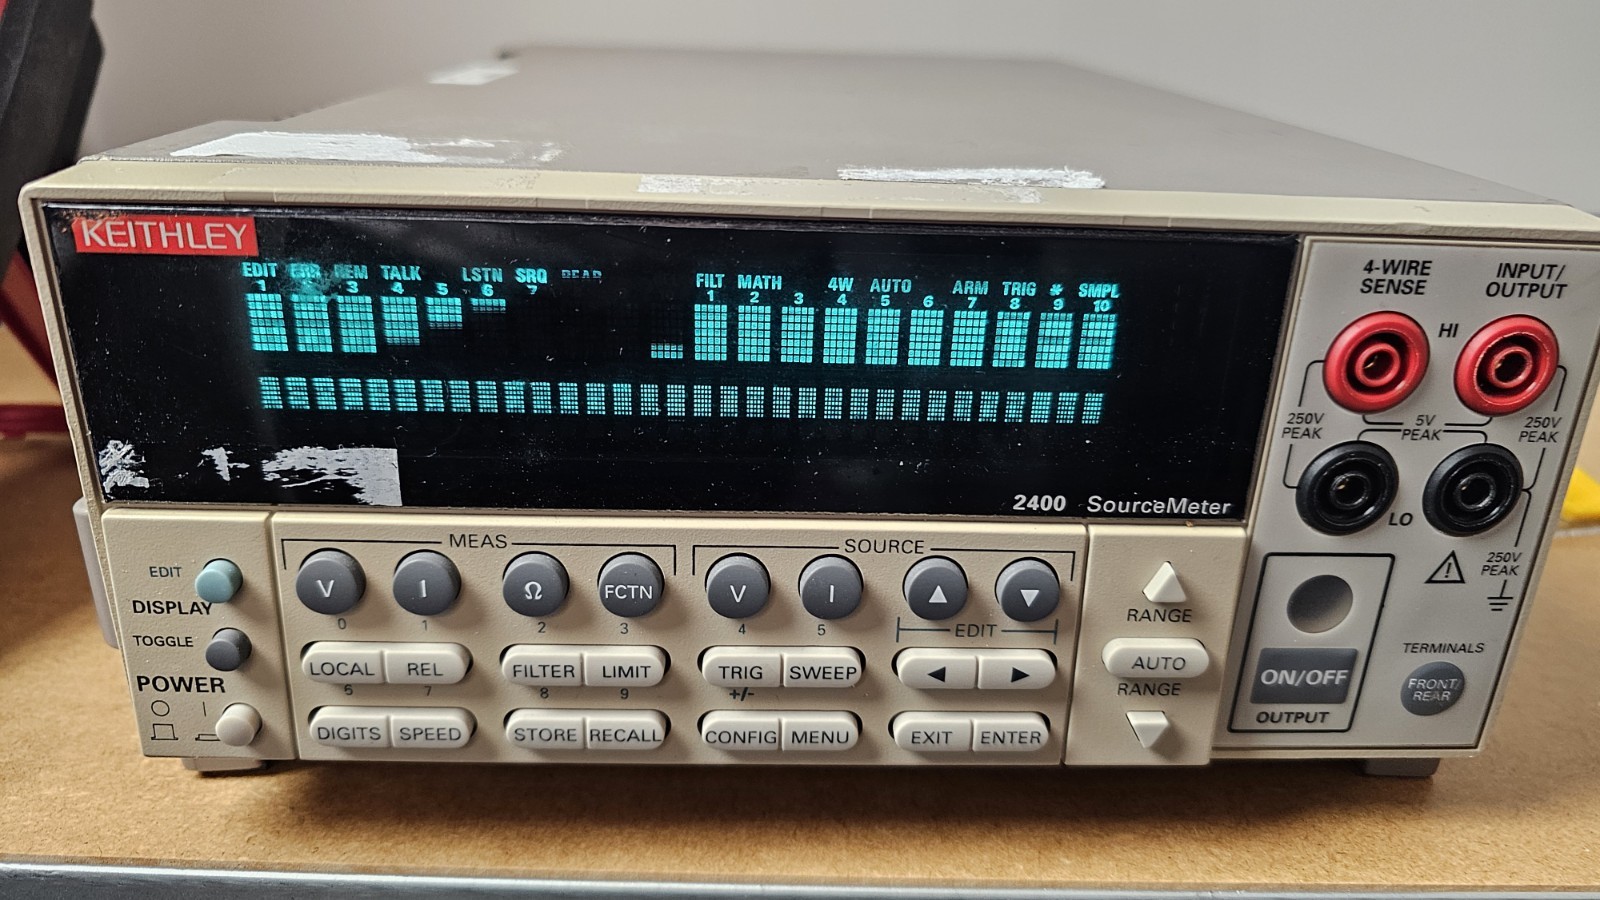 KEITHLEY
EDIT ERR REM TALK LSTN SRQ REAR FILT MATH 4W AUTO ARM TRIG * SMPL
1 2 3 4 5 6 7 1 2 3 4 5 6 7 8 9 10
2400 SourceMeter
4-WIRE SENSE
INPUT/ OUTPUT
HI
250V PEAK
5V PEAK
250V PEAK
LO
250V PEAK
EDIT
DISPLAY
TOGGLE
POWER
MEAS
V I Ω FCTN
0 1 2 3
SOURCE
V I ▲ ▼
4 5
EDIT
LOCAL REL FILTER LIMIT TRIG SWEEP ◀ ▶
6 7 8 9 +/-
DIGITS SPEED STORE RECALL CONFIG MENU EXIT ENTER
RANGE
AUTO
RANGE
ON/OFF
OUTPUT
TERMINALS
FRONT/
REAR